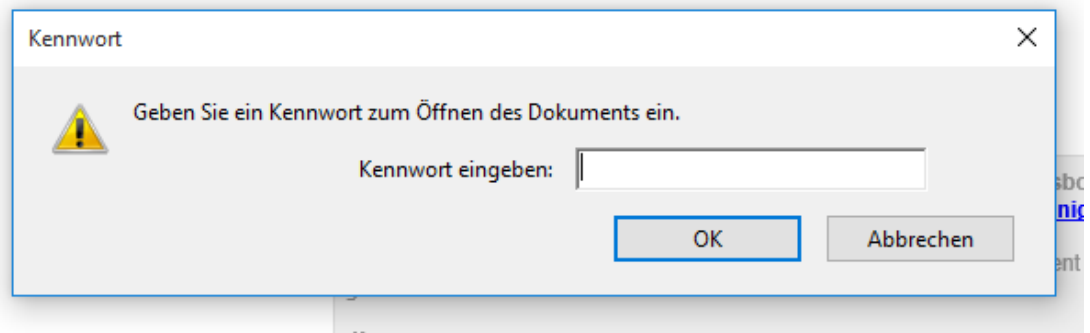 Kennwort
Geben Sie ein Kennwort zum Öffnen des Dokuments ein.
Kennwort eingeben:
OK
Abbrechen